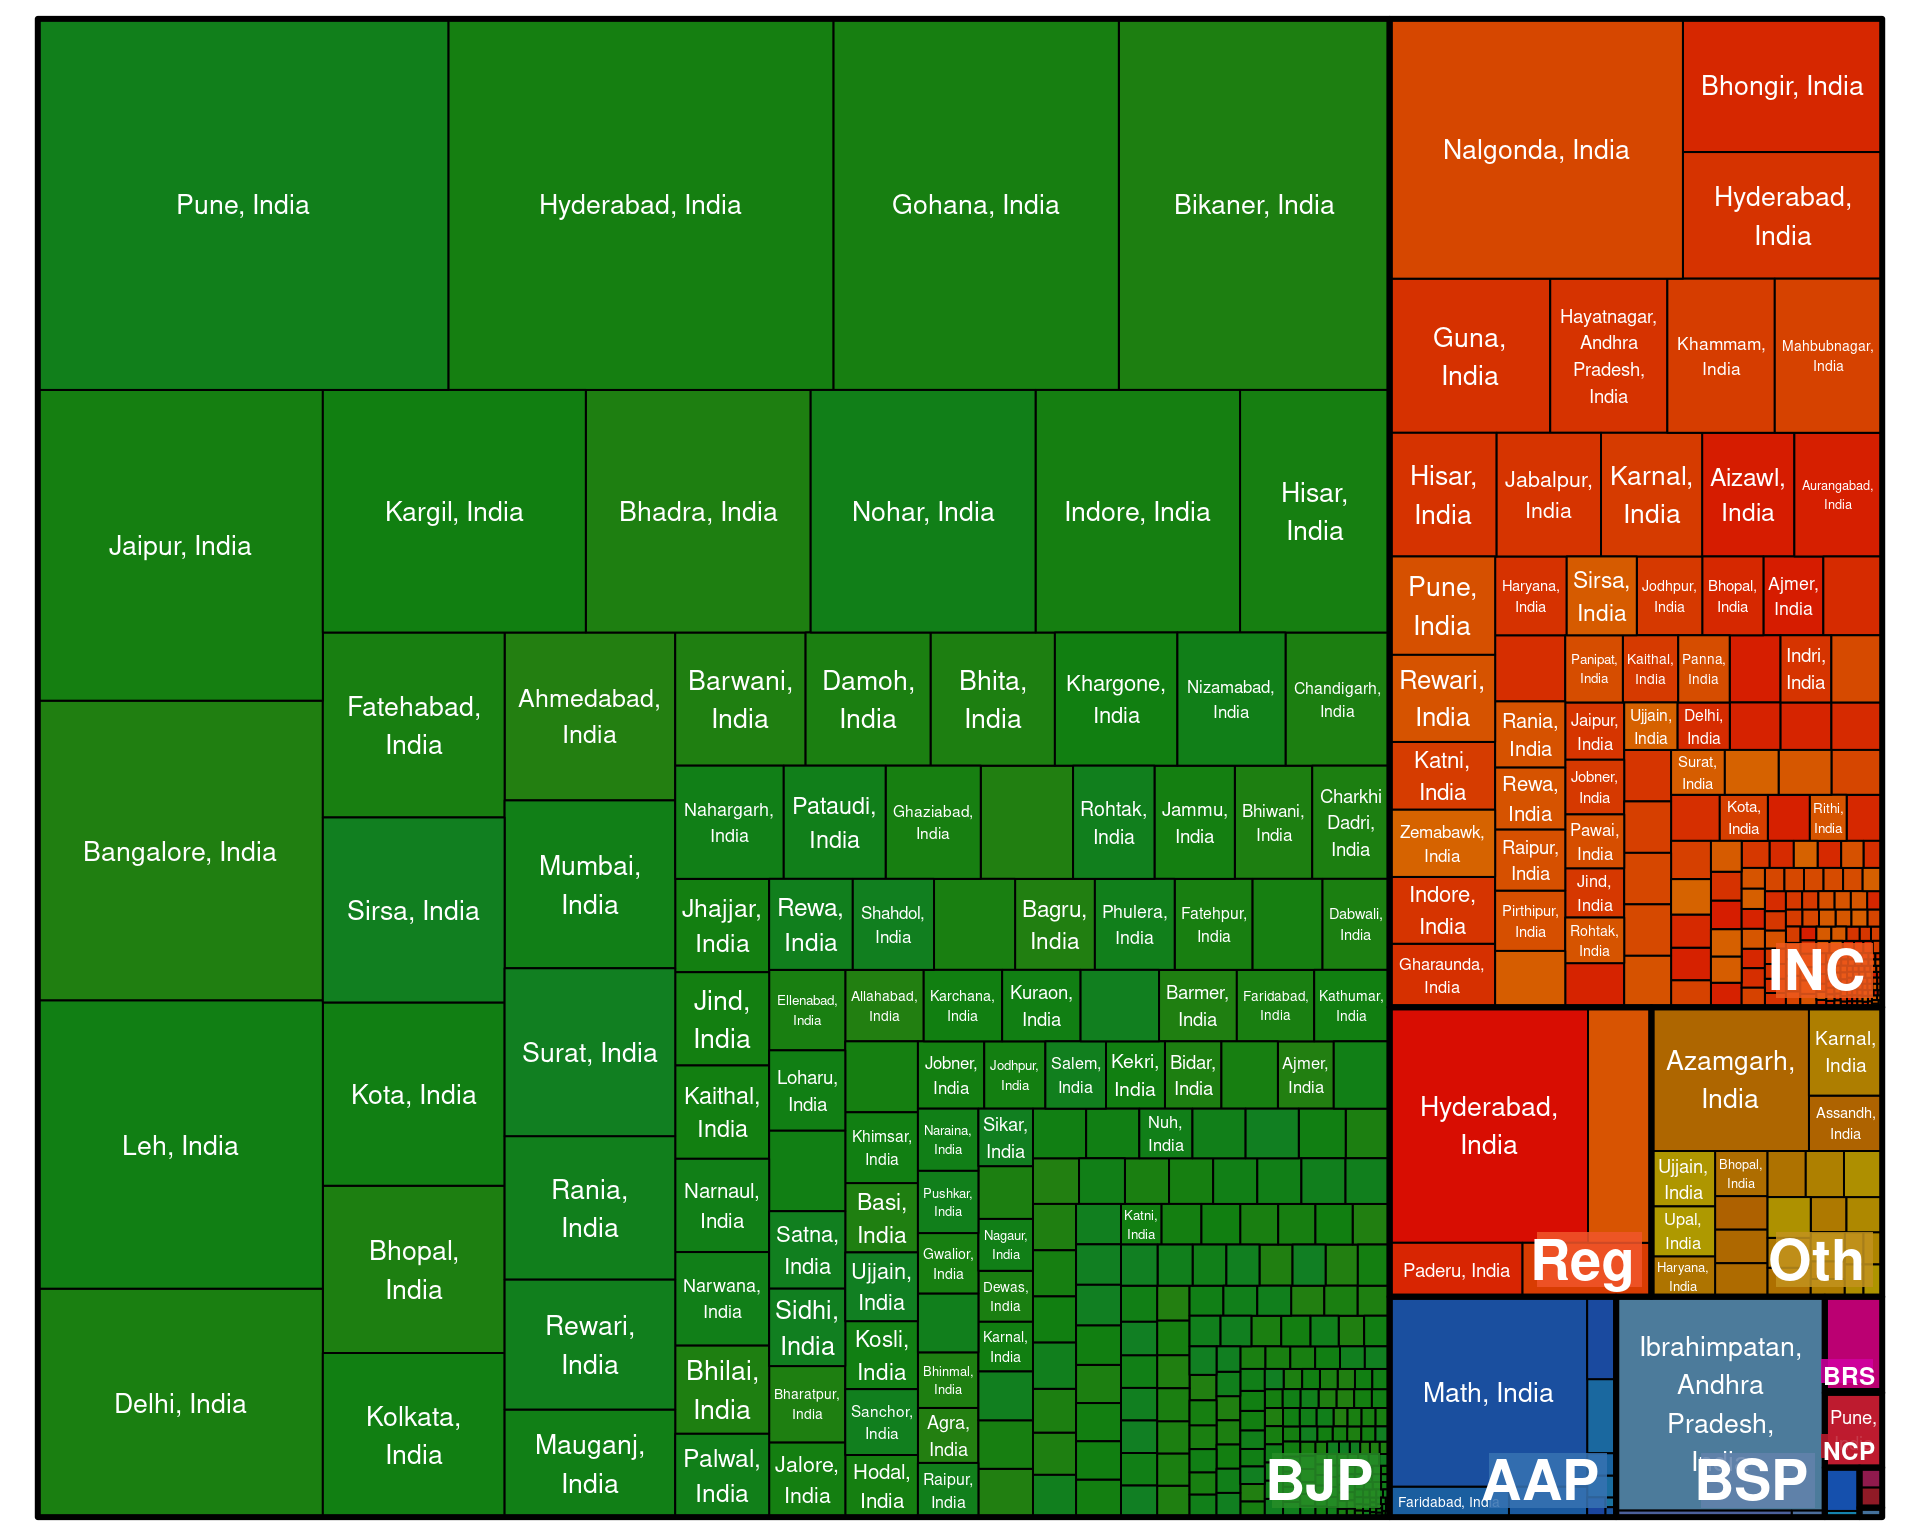 Pune, India
Hyderabad, India
Gohana, India
Bikaner, India
Jaipur, India
Kargil, India
Bhadra, India
Nohar, India
Indore, India
Hisar,
India
Bangalore, India
Leh, India
Delhi, India
Fatehabad,
India
Sirsa, India
Kota, India
Bhopal,
India
Kolkata,
India
Ahmedabad,
India
Mumbai,
India
Surat, India
Rania,
India
Rewari,
India
Mauganj,
India
Barwani,
India
Damoh,
India
Bhita,
India
Khargone,
India
Nizamabad,
India
Chandigarh,
India
Nahargarh,
India
Pataudi,
India
Ghaziabad,
India
Rohtak,
India
Jammu,
India
Bhiwani,
India
Charkhi
Dadri,
India
Jhajjar,
India
Rewa,
India
Shahdol,
India
Bagru,
India
Phulera,
India
Fatehpur,
India
Dabwali,
India
Jind,
India
Kaithal,
India
Narnaul,
India
Narwana,
India
Bhilai,
India
Palwal,
India
Ellenabad,
India
Loharu,
India
Satna,
India
Sidhi,
India
Bharatpur,
India
Jalore,
India
Allahabad,
India
Karchana,
India
Kuraon,
India
Barmer,
India
Faridabad,
India
Kathumar,
India
Khimsar,
India
Basi,
India
Ujjain,
India
Kosli,
India
Sanchor,
India
Hodal,
India
Jobner,
India
Jodhpur,
India
Salem,
India
Kekri,
India
Bidar,
India
Ajmer,
India
Naraina,
India
Pushkar,
India
Gwalior,
India
Bhinmal,
India
Agra,
India
Raipur,
India
Sikar,
India
Nagaur,
India
Dewas,
India
Karnal,
India
Nuh,
India
Katni,
India
BJP
Nalgonda, India
Bhongir, India
Hyderabad,
India
Guna,
India
Hayatnagar,
Andhra
Pradesh,
India
Khammam,
India
Mahbubnagar,
India
Hisar,
India
Jabalpur,
India
Karnal,
India
Aizawl,
India
Aurangabad,
India
Pune,
India
Rewari,
India
Katni,
India
Zemabawk,
India
Indore,
India
Gharaunda,
India
Haryana,
India
Sirsa,
India
Jodhpur,
India
Bhopal,
India
Ajmer,
India
Panipat,
India
Kaithal,
India
Panna,
India
Indri,
India
Rania,
India
Rewa,
India
Raipur,
India
Pirthipur,
India
Jaipur,
India
Ujjain,
India
Delhi,
India
Jobner,
India
Pawai,
India
Jind,
India
Rohtak,
India
Surat,
India
Kota,
India
Rithi,
India
INC
Hyderabad,
India
Paderu, India
Reg
Azamgarh,
India
Karnal,
India
Assandh,
India
Ujjain,
India
Bhopal,
India
Upal,
India
Haryana,
India
Oth
Math, India
Faridabad, India
AAP
Ibrahimpatan,
Andhra
Pradesh,
India
BSP
BRS
Pune,
NCP